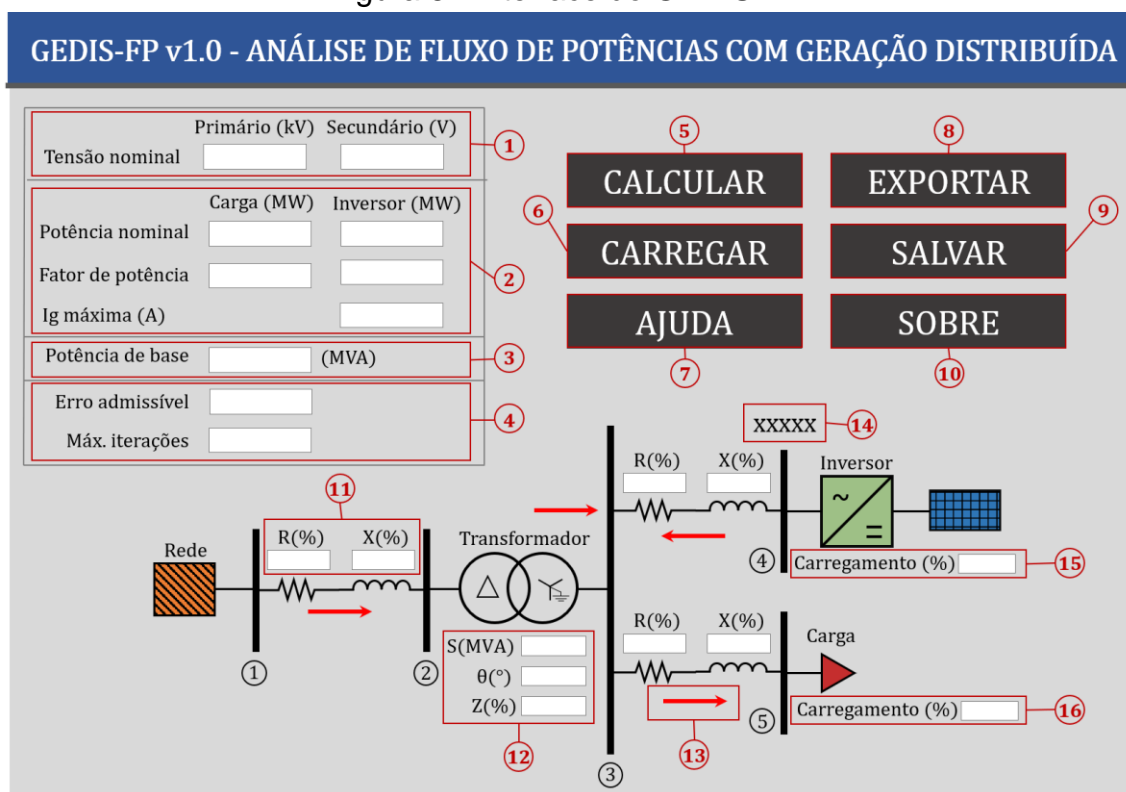 GEDIS-FP v1.0 - ANÁLISE DE FLUXO DE POTÊNCIAS COM GERAÇÃO DISTRIBUÍDA
Primário (kV) Secundário (V)
Tensão nominal
1
Carga (MW) Inversor (MW)
Potência nominal
Fator de potência
Ig máxima (A)
2
Potência de base (MVA)
3
Erro admissível
Máx. iterações
4
5
CALCULAR
6
CARREGAR
AJUDA
7
8
EXPORTAR
9
SALVAR
SOBRE
10
XXXXX
14
11
R(%) X(%)
Rede
1
2
Transformador
S(MVA)
θ(°)
Z(%)
12
3
R(%) X(%)
Inversor
~
=
4
Carregamento (%)
15
R(%) X(%)
Carga
13
5
Carregamento (%)
16